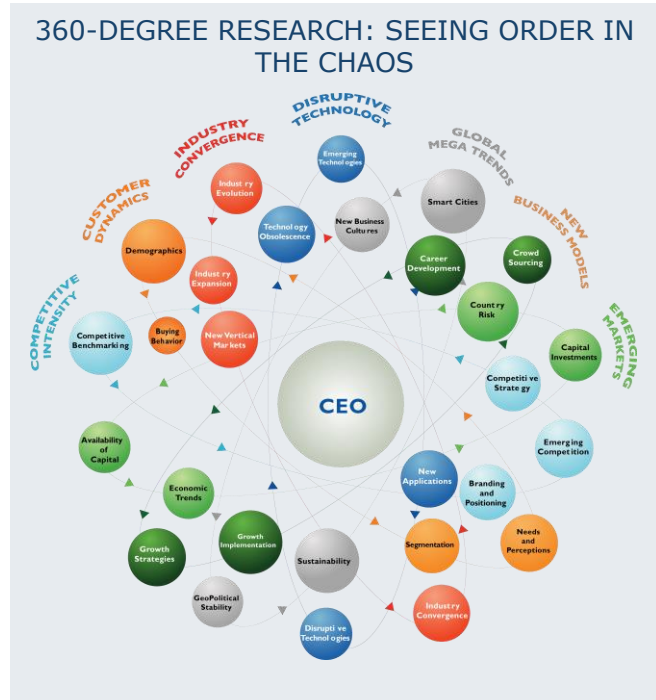 360-DEGREE RESEARCH: SEEING ORDER IN
THE CHAOS
DISRUPTIVE
TECHNOLOGY
INDUSTRY
CONVERGENCE
GLOBAL
MEGA TRENDS
CUSTOMER
DYNAMICS
NEW
BUSINESS MODELS
COMPETITIVE
INTENSITY
EMERGING
MARKETS
Emerging
Technologies
Industry
Evolution
Smart Cities
Technology
Obsolescence
New Business
Cultures
Demographics
Career
Development
Crowd
Sourcing
Industry
Expansion
Country
Risk
Competitive
Benchmarking
Buying
Behavior
New Vertical
Markets
Capital
Investments
Competitive
Strategy
CEO
Availability
of
Capital
Emerging
Competition
Economic
Trends
New
Applications
Branding
and
Positioning
Growth
Strategies
Growth
Implementation
Sustainability
Segmentation
Needs
and
Perceptions
GeoPolitical
Stability
Industry
Convergence
Disruptive
Technologies